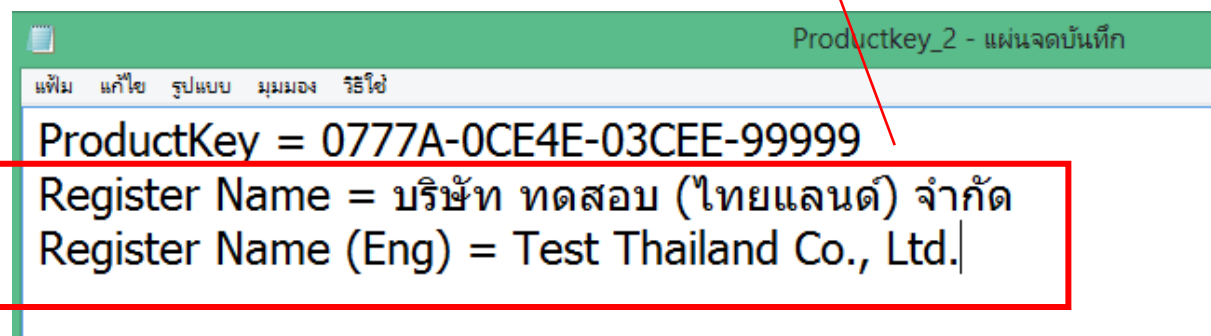 Productkey_2 - แผ่นจดบันทึก
แฟ้ม แก้ไข รูปแบบ มุมมอง วิธีใช้
ProductKey = 0777A-0CE4E-03CEE-99999
Register Name = บริษัท ทดสอบ (ไทยแลนด์) จำกัด
Register Name (Eng) = Test Thailand Co., Ltd.